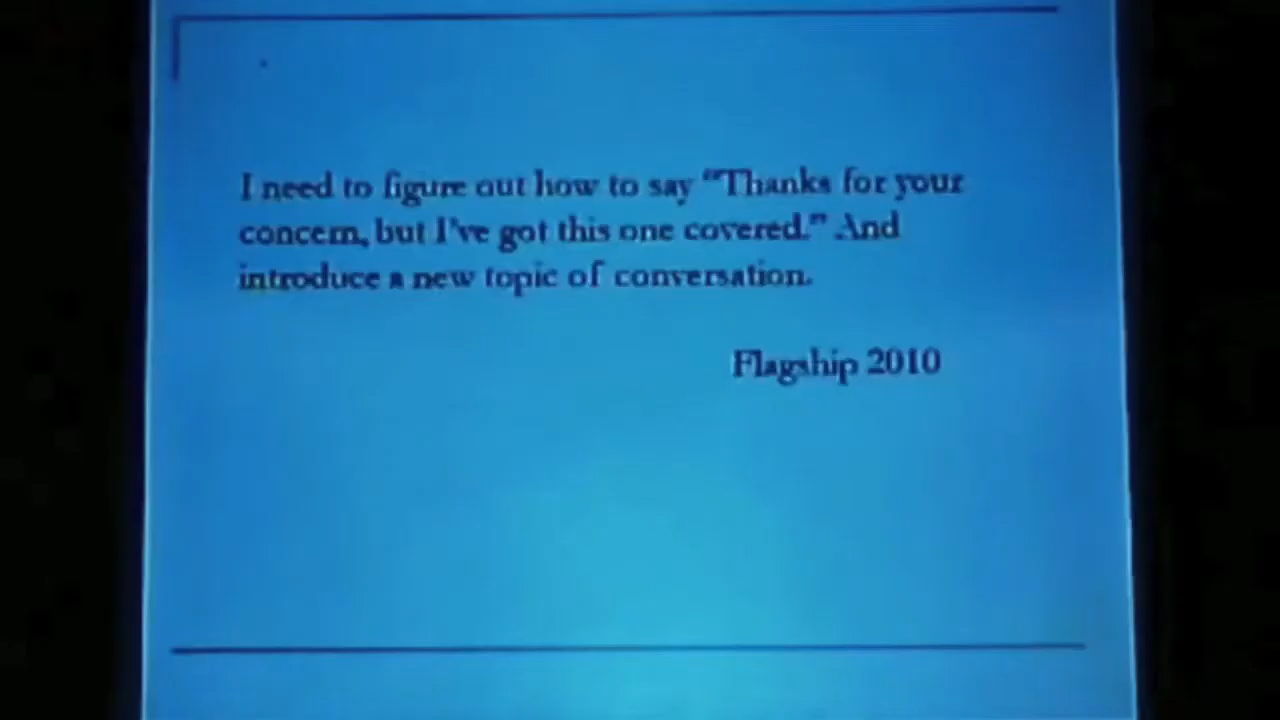 I need to figure out how to say "Thanks for your
concern, but I've got this one covered." And
introduce a new topic of conversation.
Flagship 2010